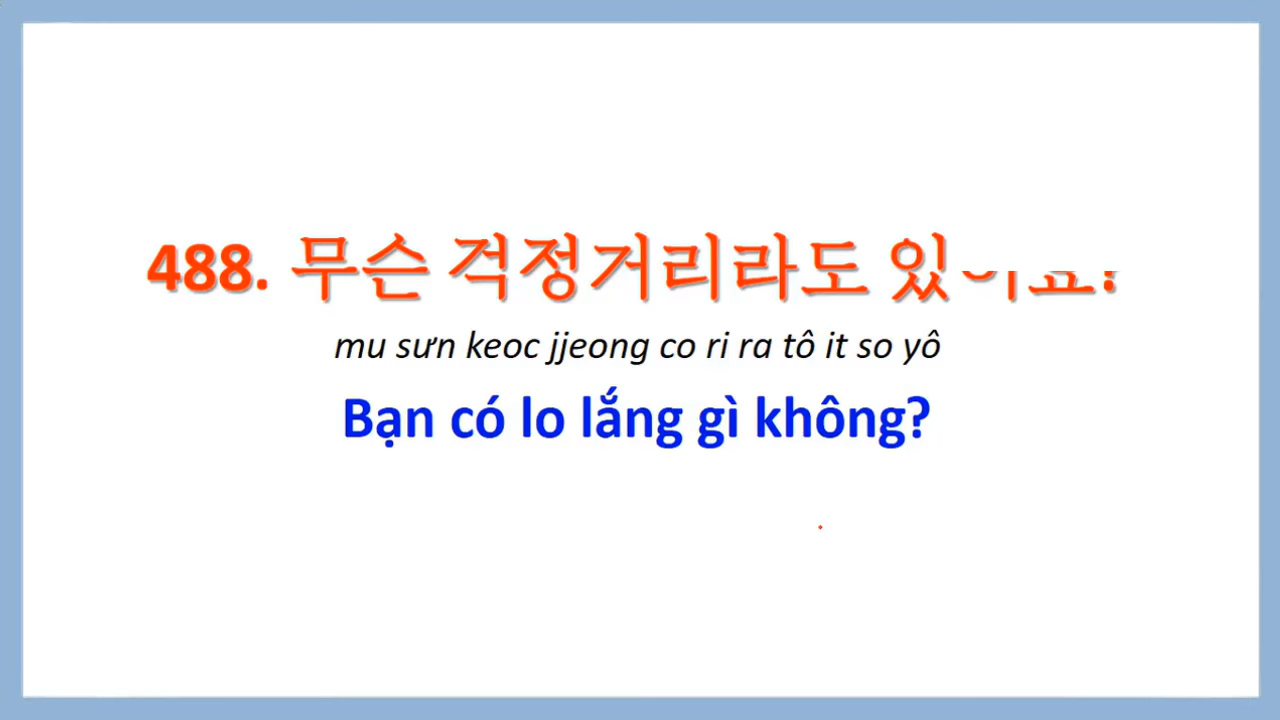 488. 무슨 걱정거리라도 있
mu sưn keoc jjeong co ri ra tô it so yô
Bạn có lo lắng gì không?